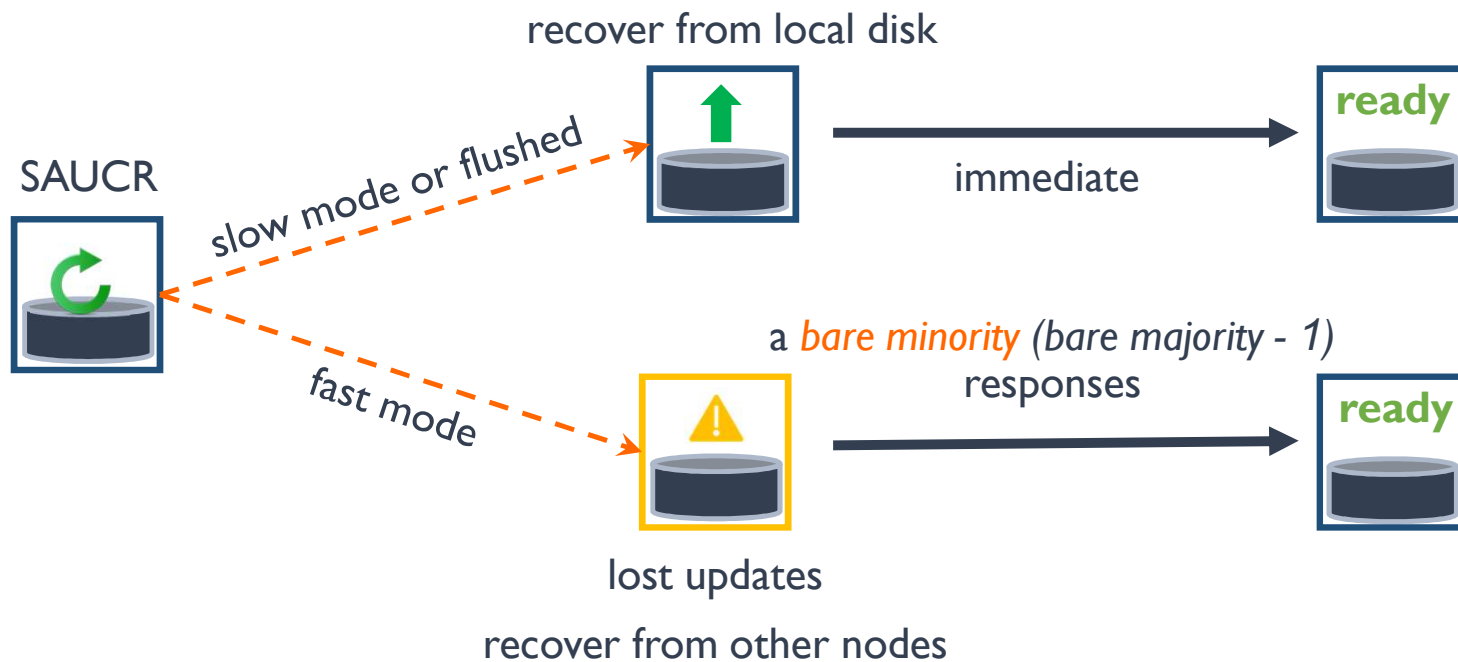 recover from local disk
ready
SAUCR
slow mode or flushed
immediate
fast mode
a bare minority (bare majority - 1)
responses
ready
lost updates
recover from other nodes